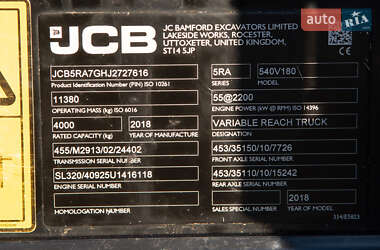 AUTO RIA .com
JCB
JC BAMFORD EXCAVATORS LIMITED
LAKESIDE WORKS, ROCESTER,
UTTOXETER, UNITED KINGDOM,
ST14 5JP
JCB5RA7GHJ2727616
Product Identification Number (PIN) ISO 10261
5RA
SERIES
540V180
MODEL
11380
OPERATING MASS (kg) ISO 6016
55@2200
ENGINE POWER (kW @ RPM) ISO 14396
4000
RATED CAPACITY (kg)
2018
YEAR OF MANUFACTURE
VARIABLE REACH TRUCK
DESIGNATION
455/M2913/02/24402
TRANSMISSION SERIAL NUMBER
453/35150/10/7726
FRONT AXLE SERIAL NUMBER
SL320/40925U1416118
ENGINE SERIAL NUMBER
453/35110/10/15242
REAR AXLE SERIAL NUMBER
HOMOLOGATION NUMBER
SALES SPECIAL NUMBER
2018
YEAR OF MODEL